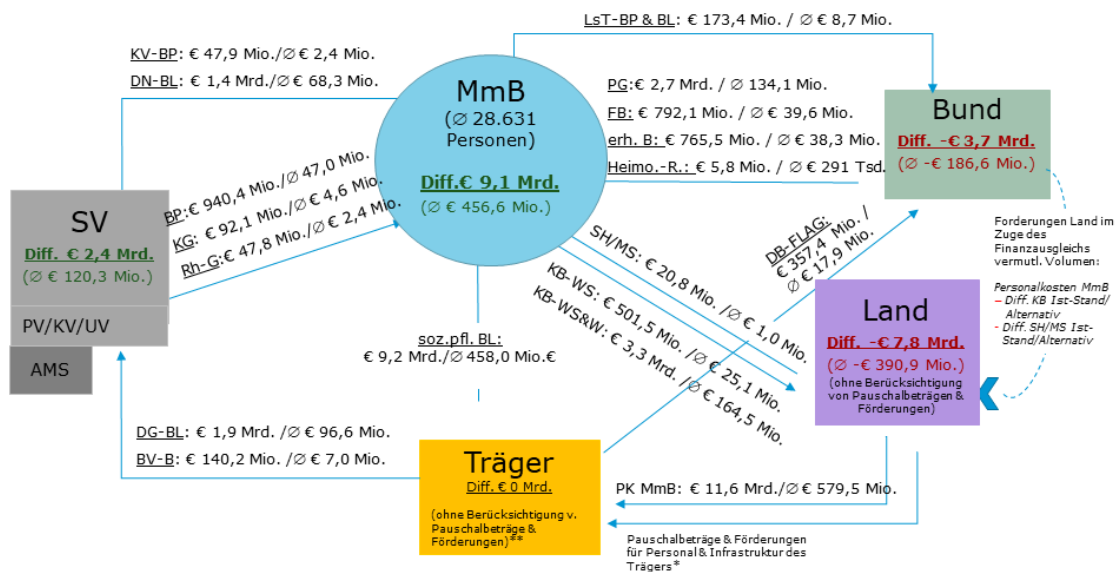 LsT-BP & BL: € 173,4 Mio. / ∅ € 8,7 Mio.
KV-BP: € 47,9 Mio./∅ € 2,4 Mio.
DN-BL: € 1,4 Mrd./∅ € 68,3 Mio.
MmB
(∅ 28.631
Personen)
Diff.€ 9,1 Mrd.
(∅ € 456,6 Mio.)
PG:€ 2,7 Mrd. / ∅ 134,1 Mio.
FB: € 792,1 Mio. / ∅ € 39,6 Mio.
erh. B: € 765,5 Mio. / ∅ € 38,3 Mio.
Heimo.-R.: € 5,8 Mio. / ∅ € 291 Tsd.
Bund
Diff. -€ 3,7 Mrd.
(∅ -€ 186,6 Mio.)
BP:€ 940,4 Mio./∅ € 47,0 Mio.
KG: € 92,1 Mio./∅ € 4,6 Mio.
Rh-G:€ 47,8 Mio./∅ € 2,4 Mio.
SV
Diff. € 2,4 Mrd.
(∅ € 120,3 Mio.)
PV/KV/UV
AMS
SH/MS: € 20,8 Mio. /∅ € 1,0 Mio.
KB-WS: € 501,5 Mio./∅ € 25,1 Mio.
KB-WS&W: € 3,3 Mrd./∅ € 164,5 Mio.
DB-FLAG:
€ 357,4 Mio. /
∅ € 17,9 Mio.
Forderungen Land im
Zuge des
Finanzausgleichs
vermutl. Volumen:
Personalkosten MmB
– Diff. KB Ist-Stand/
Alternativ
- Diff. SH/MS Ist-
Stand/Alternativ
Land
Diff. -€ 7,8 Mrd.
(∅ -€ 390,9 Mio.)
(ohne Berücksichtigung
von Pauschalbeträgen &
Förderungen)
soz.pfl. BL:
€ 9,2 Mrd./∅ 458,0 Mio.€
DG-BL: € 1,9 Mrd. /∅ € 96,6 Mio.
BV-B: € 140,2 Mio. /∅ € 7,0 Mio.
Träger
Diff. € 0 Mrd.
(ohne Berücksichtigung v.
Pauschalbeträge &
Förderungen)**
PK MmB: € 11,6 Mrd./∅ € 579,5 Mio.
Pauschalbeträge & Förderungen
für Personal & Infrastruktur des
Trägers*